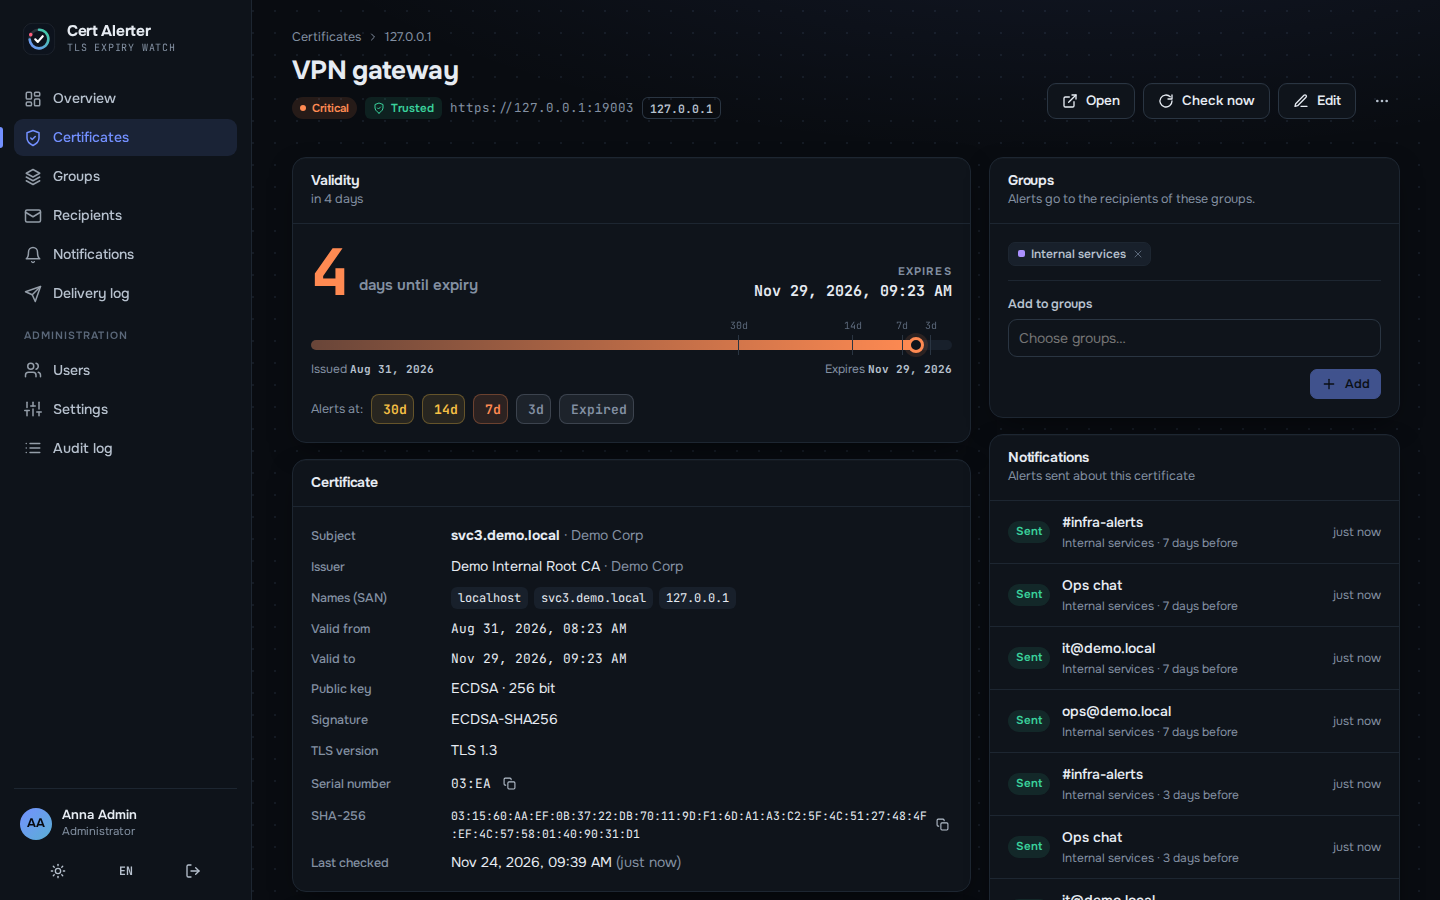 Cert Alerter
TLS EXPIRY WATCH
Overview
Certificates
Groups
Recipients
Notifications
Delivery log
ADMINISTRATION
Users
Settings
Audit log
AA
Anna Admin
Administrator
EN
Certificates > 127.0.0.1
VPN gateway
Critical Trusted https://127.0.0.1:19003 127.0.0.1
Open Check now Edit ...
Validity
in 4 days
4 days until expiry
EXPIRES
Nov 29, 2026, 09:23 AM
30d 14d 7d 3d
Issued Aug 31, 2026 Expires Nov 29, 2026
Alerts at: 30d 14d 7d 3d Expired
Certificate
Subject svc3.demo.local · Demo Corp
Issuer Demo Internal Root CA · Demo Corp
Names (SAN) localhost svc3.demo.local 127.0.0.1
Valid from Aug 31, 2026, 08:23 AM
Valid to Nov 29, 2026, 09:23 AM
Public key ECDSA · 256 bit
Signature ECDSA-SHA256
TLS version TLS 1.3
Serial number 03:EA
SHA-256 03:15:60:AA:EF:0B:37:22:DB:70:11:9D:F1:6D:A1:A3:C2:5F:4C:51:27:48:4F
:EF:4C:57:58:01:40:90:31:D1
Last checked Nov 24, 2026, 09:39 AM (just now)
Groups
Alerts go to the recipients of these groups.
Internal services ×
Add to groups
Choose groups...
+ Add
Notifications
Alerts sent about this certificate
Sent #infra-alerts just now
Internal services · 7 days before
Sent Ops chat just now
Internal services · 7 days before
Sent it@demo.local just now
Internal services · 7 days before
Sent ops@demo.local just now
Internal services · 7 days before
Sent #infra-alerts just now
Internal services · 3 days before
Sent Ops chat just now
Internal services · 3 days before
it@demo.local